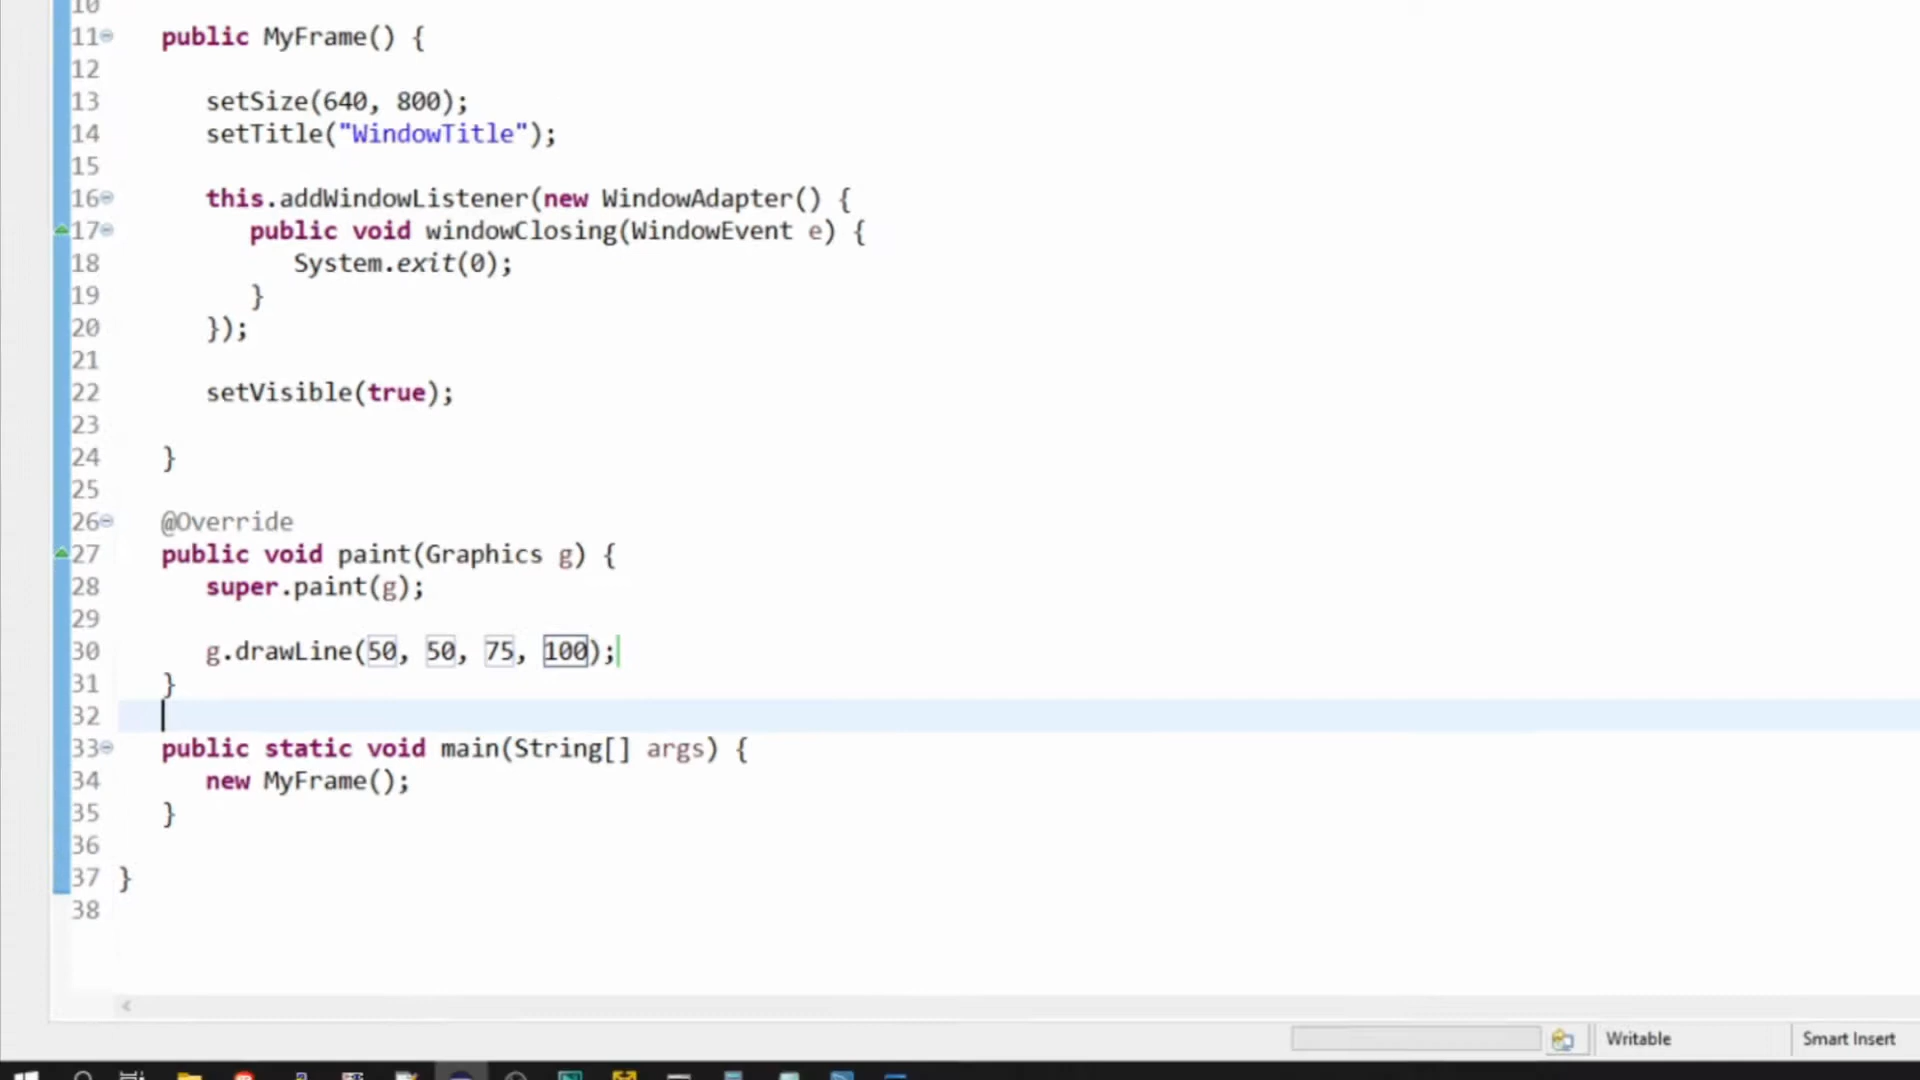 10
11 public MyFrame() {
12
13 setSize(640, 800);
14 setTitle("WindowTitle");
15
16 this.addWindowListener(new WindowAdapter() {
17 public void windowClosing(WindowEvent e) {
18 System.exit(0);
19 }
20 });
21
22 setVisible(true);
23
24 }
25
26 @Override
27 public void paint(Graphics g) {
28 super.paint(g);
29
30 g.drawLine(50, 50, 75, 100);
31 }
32
33 public static void main(String[] args) {
34 new MyFrame();
35 }
36
37 }
38
Writable Smart Insert